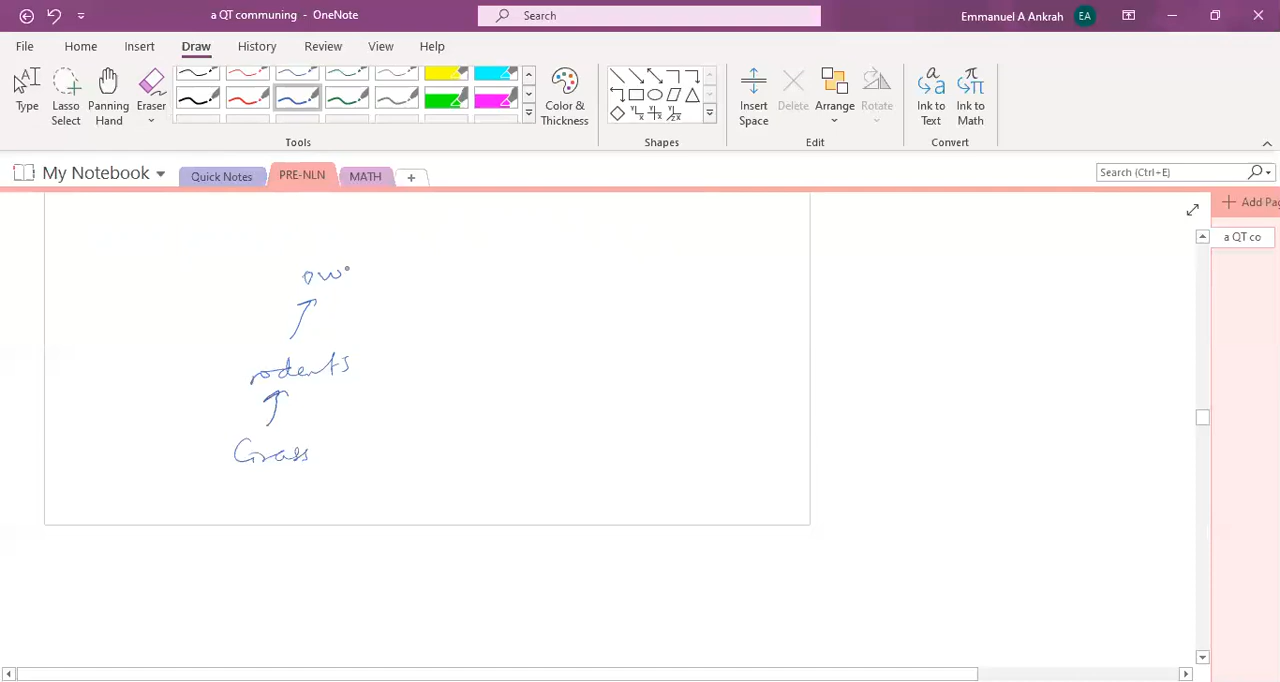 a QT communing - OneNote
Search
Emmanuel A Ankrah
EA
File Home Insert Draw History Review View Help
Type
Lasso Select
Panning Hand
Eraser
Color & Thickness
Insert Space
Delete
Arrange
Rotate
Ink to Text
Ink to Math
Tools
Shapes
Edit
Convert
My Notebook
Quick Notes
PRE-NLN
MATH
Search (Ctrl+E)
Add Pag
a QT co
ow
rodents
Grass